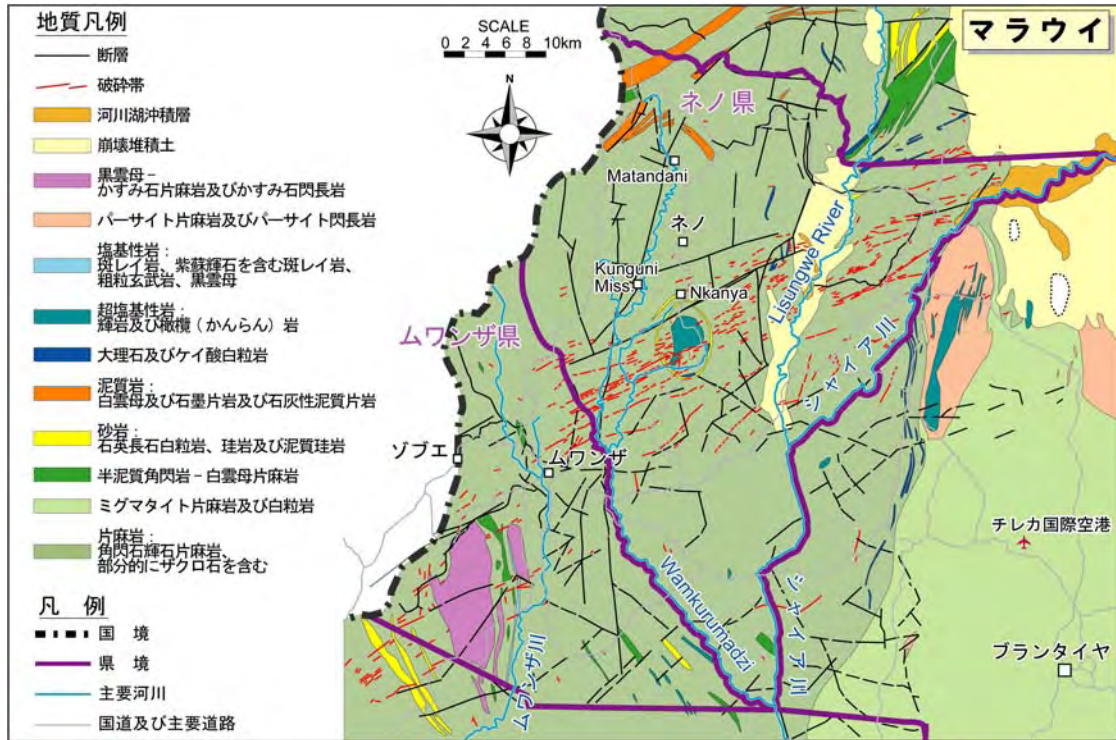 地質凡例
断層
破砕帯
河川湖沖積層
崩壊堆積土
黒雲母－
かすみ石片麻岩及びかすみ石閃長岩
パーサイト片麻岩及びパーサイト閃長岩
塩基性岩：
斑レイ岩、紫蘇輝石を含む斑レイ岩、
粗粒玄武岩、黒雲母
超塩基性岩：
輝岩及び橄欖（かんらん）岩
大理石及びケイ酸白粒岩
泥質岩：
白雲母及び石墨片岩及び石灰性泥質片岩
砂岩：
石英長石白粒岩、珪岩及び泥質珪岩
半泥質角閃岩－白雲母片麻岩
ミグマタイト片麻岩及び白粒岩
片麻岩：
角閃石輝石片麻岩、
部分的にザクロ石を含む
凡　例
国　境
県　境
主要河川
国道及び主要道路
SCALE
0 2 4 6 8 10km
N
マラウイ
ネノ県
Matandani
ネノ
Kunguni
Miss.
Nkanya
Lisungwe River
ムワンザ県
シャイア川
ゾブエ
ムワンザ
チレカ国際空港
Wamkurumadzi
シャイア川
ムワンザ川
ブランタイヤ